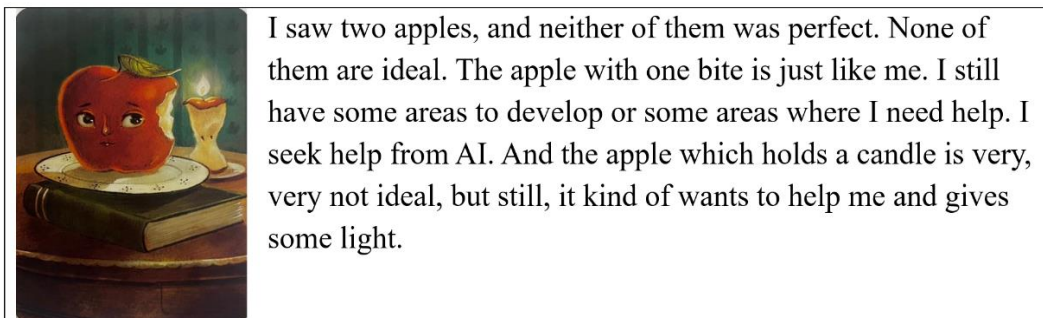 I saw two apples, and neither of them was perfect. None of
them are ideal. The apple with one bite is just like me. I still
have some areas to develop or some areas where I need help. I
seek help from AI. And the apple which holds a candle is very,
very not ideal, but still, it kind of wants to help me and gives
some light.